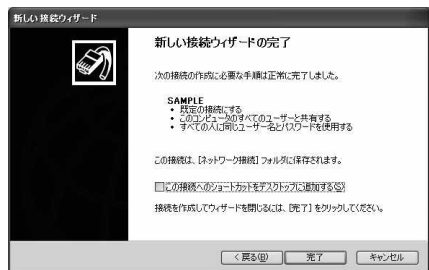 新しい接続ウィザード
新しい接続ウィザードの完了
次の接続の作成に必要な手順は正常に完了しました。
SAMPLE
• 既定の接続にする
• このコンピュータのすべてのユーザーと共有する
• すべての人に同じユーザー名とパスワードを使用する
この接続は、[ネットワーク接続] フォルダに保存されます。
この接続へのショートカットをデスクトップに追加する(S)
接続を作成してウィザードを閉じるには、[完了] をクリックしてください。
< 戻る(B) 完了 キャンセル